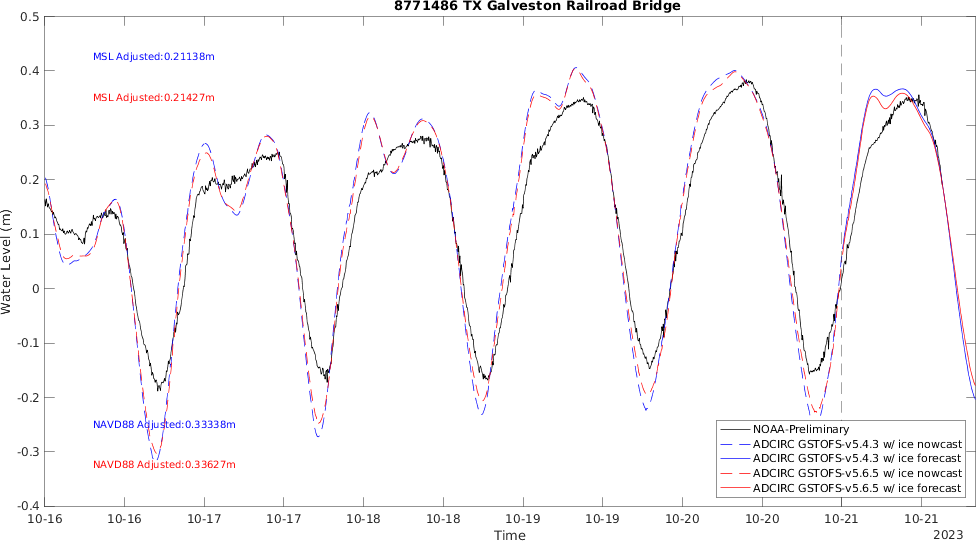 8771486 TX Galveston Railroad Bridge
0.5
0.4
0.3
0.2
0.1
0
-0.1
-0.2
-0.3
-0.4
Water Level (m)
MSL Adjusted:0.21138m
MSL Adjusted:0.21427m
NAVD88 Adjusted:0.33338m
NAVD88 Adjusted:0.33627m
NOAA-Preliminary
ADCIRC GSTOFS-v5.4.3 w/ ice nowcast
ADCIRC GSTOFS-v5.4.3 w/ ice forecast
ADCIRC GSTOFS-v5.6.5 w/ ice nowcast
ADCIRC GSTOFS-v5.6.5 w/ ice forecast
10-16 10-16 10-17 10-17 10-18 10-18 10-19 10-19 10-20 10-20 10-21 10-21
Time
2023